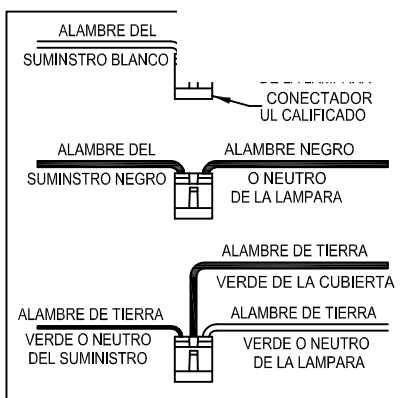 ALAMBRE DEL
SUMINSTRO BLANCO
CONECTADOR
UL CALIFICADO
ALAMBRE DEL
SUMINSTRO NEGRO
ALAMBRE NEGRO
O NEUTRO
DE LA LAMPARA
ALAMBRE DE TIERRA
VERDE DE LA CUBIERTA
ALAMBRE DE TIERRA
VERDE O NEUTRO
DEL SUMINISTRO
ALAMBRE DE TIERRA
VERDE O NEUTRO
DE LA LAMPARA